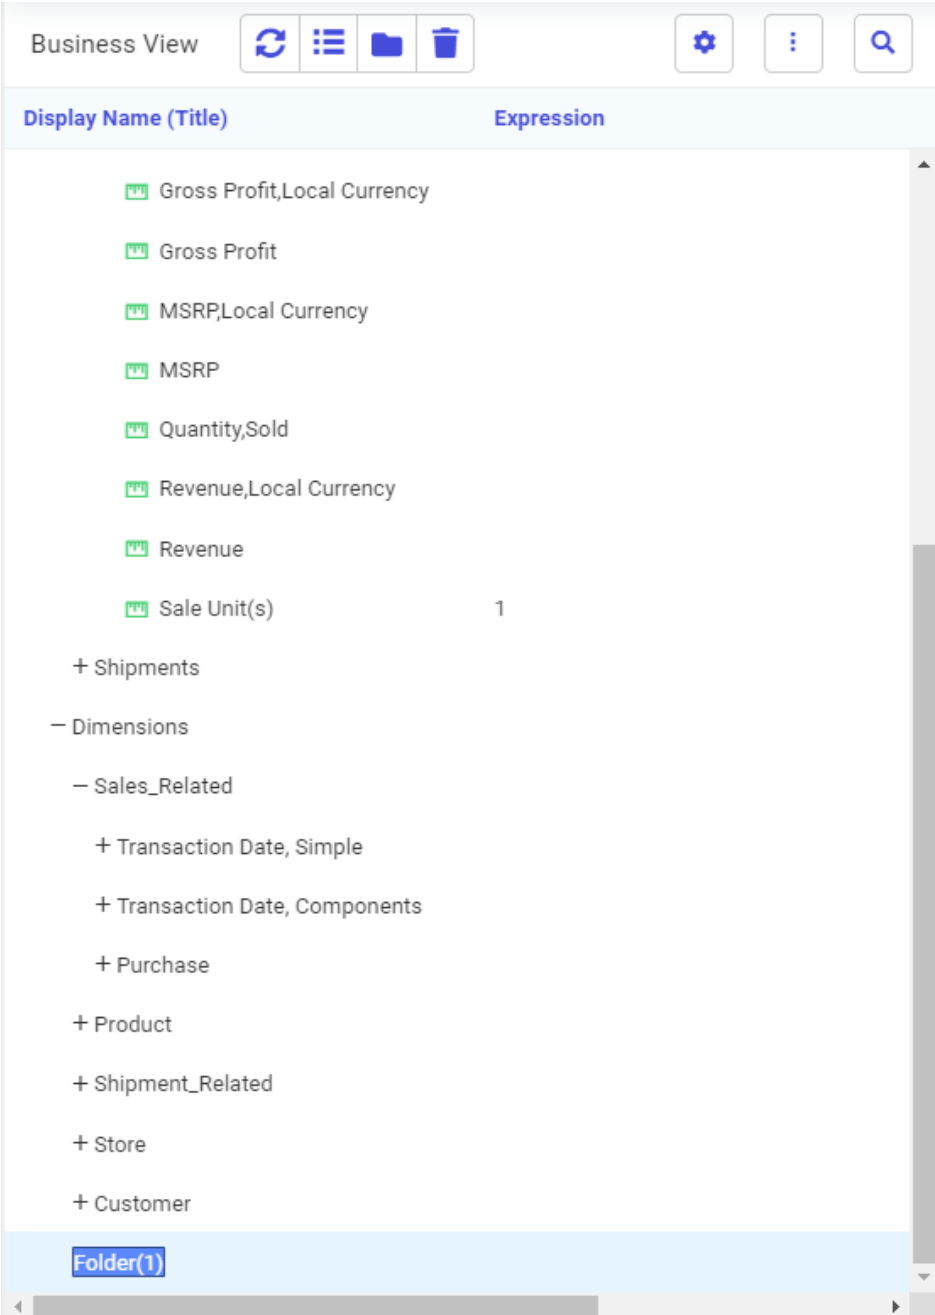 Business View
Display Name (Title) Expression
Gross Profit,Local Currency
Gross Profit
MSRP,Local Currency
MSRP
Quantity,Sold
Revenue,Local Currency
Revenue
Sale Unit(s) 1
+ Shipments
− Dimensions
− Sales_Related
+ Transaction Date, Simple
+ Transaction Date, Components
+ Purchase
+ Product
+ Shipment_Related
+ Store
+ Customer
Folder(1)